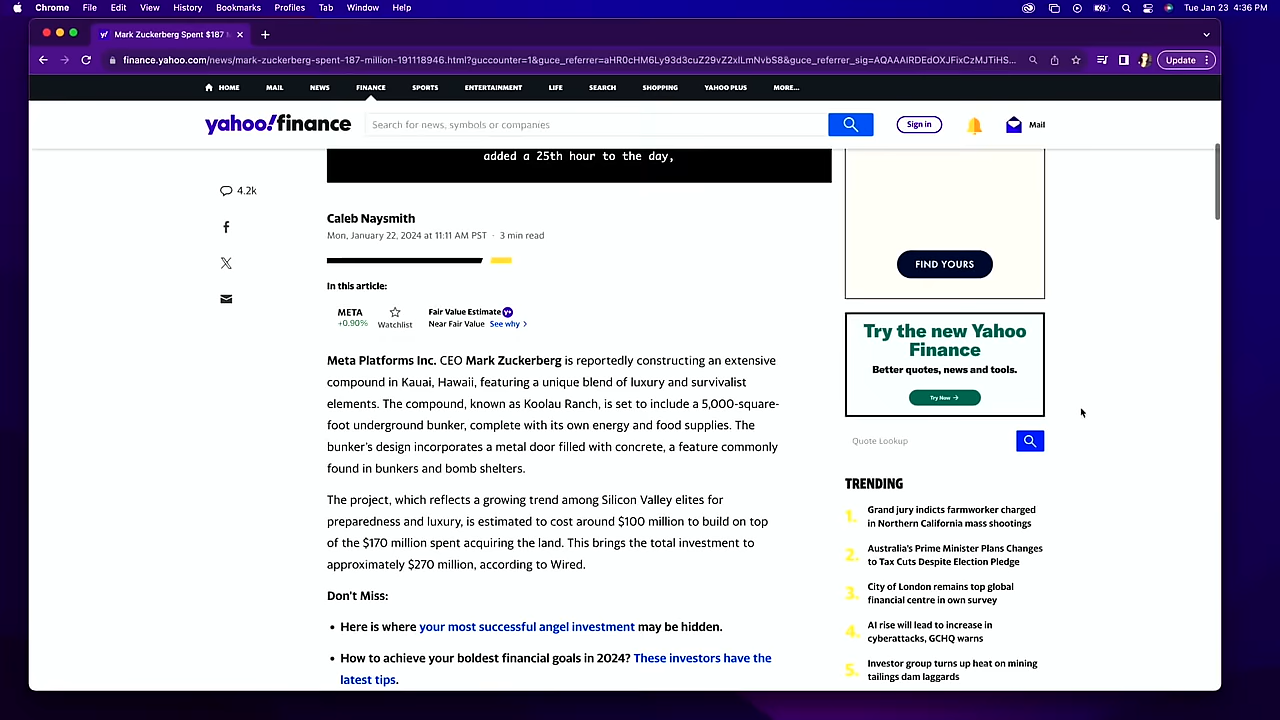 Chrome File Edit View History Bookmarks Profiles Tab Window Help Tue Jan 23 4:36 PM
Mark Zuckerberg Spent $187
finance.yahoo.com/news/mark-zuckerberg-spent-187-million-191118946.html?guccounter=1&guce_referrer=aHR0cHM6Ly93d3cuZ29vZ2xlLmNvbS8&guce_referrer_sig=AQAAAIRDEdOXJFixCzMJTiHS... Update
HOME MAIL NEWS FINANCE SPORTS ENTERTAINMENT LIFE SEARCH SHOPPING YAHOO PLUS MORE...
yahoo!finance Search for news, symbols or companies Sign in Mail
added a 25th hour to the day,
4.2k
Caleb Naysmith
Mon, January 22, 2024 at 11:11 AM PST · 3 min read
In this article:
META
+0.90%
Watchlist
Fair Value Estimate Y+
Near Fair Value See why >
Meta Platforms Inc. CEO Mark Zuckerberg is reportedly constructing an extensive
compound in Kauai, Hawaii, featuring a unique blend of luxury and survivalist
elements. The compound, known as Koolau Ranch, is set to include a 5,000-square-
foot underground bunker, complete with its own energy and food supplies. The
bunker's design incorporates a metal door filled with concrete, a feature commonly
found in bunkers and bomb shelters.
The project, which reflects a growing trend among Silicon Valley elites for
preparedness and luxury, is estimated to cost around $100 million to build on top
of the $170 million spent acquiring the land. This brings the total investment to
approximately $270 million, according to Wired.
Don't Miss:
• Here is where your most successful angel investment may be hidden.
• How to achieve your boldest financial goals in 2024? These investors have the
latest tips.
FIND YOURS
Try the new Yahoo
Finance
Better quotes, news and tools.
Try Now →
Quote Lookup
TRENDING
1. Grand jury indicts farmworker charged
in Northern California mass shootings
2. Australia's Prime Minister Plans Changes
to Tax Cuts Despite Election Pledge
3. City of London remains top global
financial centre in own survey
4. AI rise will lead to increase in
cyberattacks, GCHQ warns
5. Investor group turns up heat on mining
tailings dam laggards